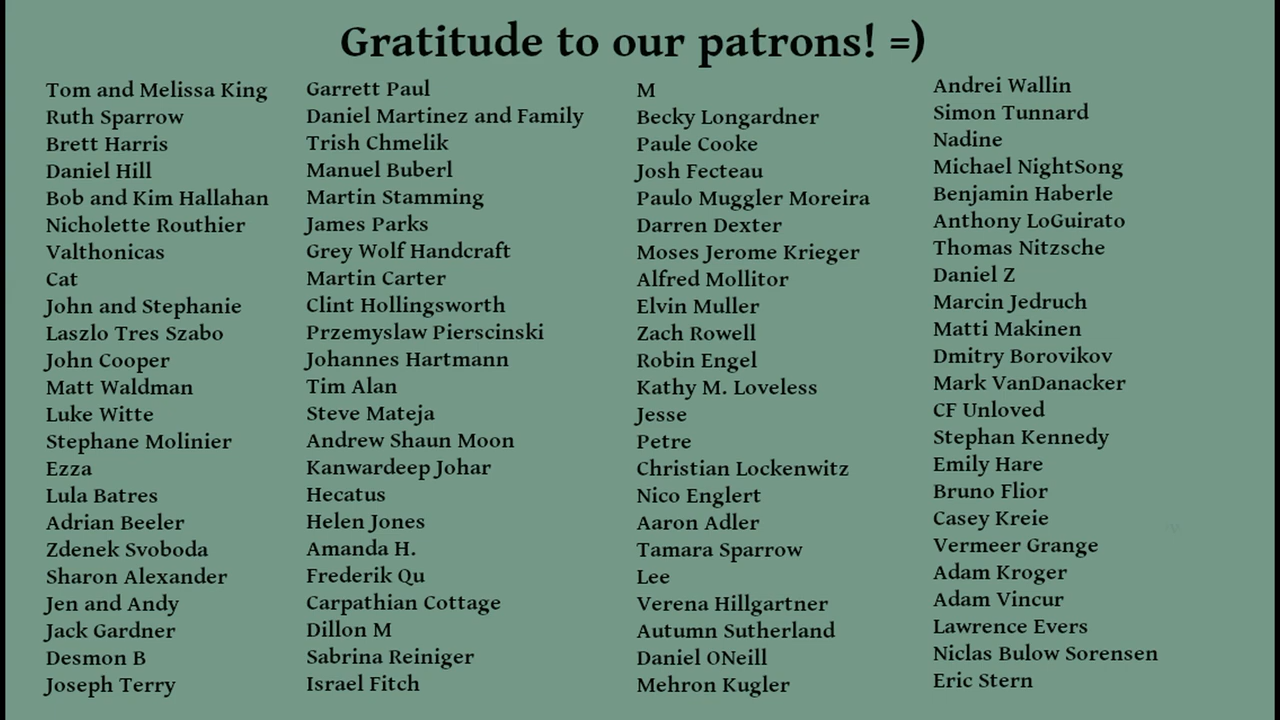 Gratitude to our patrons! =)
Tom and Melissa King
Ruth Sparrow
Brett Harris
Daniel Hill
Bob and Kim Hallahan
Nicholette Routhier
Valthonicas
Cat
John and Stephanie
Laszlo Tres Szabo
John Cooper
Matt Waldman
Luke Witte
Stephane Molinier
Ezza
Lula Batres
Adrian Beeler
Zdenek Svoboda
Sharon Alexander
Jen and Andy
Jack Gardner
Desmon B
Joseph Terry
Garrett Paul
Daniel Martinez and Family
Trish Chmelik
Manuel Buberl
Martin Stamming
James Parks
Grey Wolf Handcraft
Martin Carter
Clint Hollingsworth
Przemyslaw Pierscinski
Johannes Hartmann
Tim Alan
Steve Mateja
Andrew Shaun Moon
Kanwardeep Johar
Hecatus
Helen Jones
Amanda H.
Frederik Qu
Carpathian Cottage
Dillon M
Sabrina Reiniger
Israel Fitch
M
Becky Longardner
Paule Cooke
Josh Fecteau
Paulo Muggler Moreira
Darren Dexter
Moses Jerome Krieger
Alfred Mollitor
Elvin Muller
Zach Rowell
Robin Engel
Kathy M. Loveless
Jesse
Petre
Christian Lockenwitz
Nico Englert
Aaron Adler
Tamara Sparrow
Lee
Verena Hillgartner
Autumn Sutherland
Daniel ONeill
Mehron Kugler
Andrei Wallin
Simon Tunnard
Nadine
Michael NightSong
Benjamin Haberle
Anthony LoGuirato
Thomas Nitzsche
Daniel Z
Marcin Jedruch
Matti Makinen
Dmitry Borovikov
Mark VanDanacker
CF Unloved
Stephan Kennedy
Emily Hare
Bruno Flior
Casey Kreie
Vermeer Grange
Adam Kroger
Adam Vincur
Lawrence Evers
Niclas Bulow Sorensen
Eric Stern